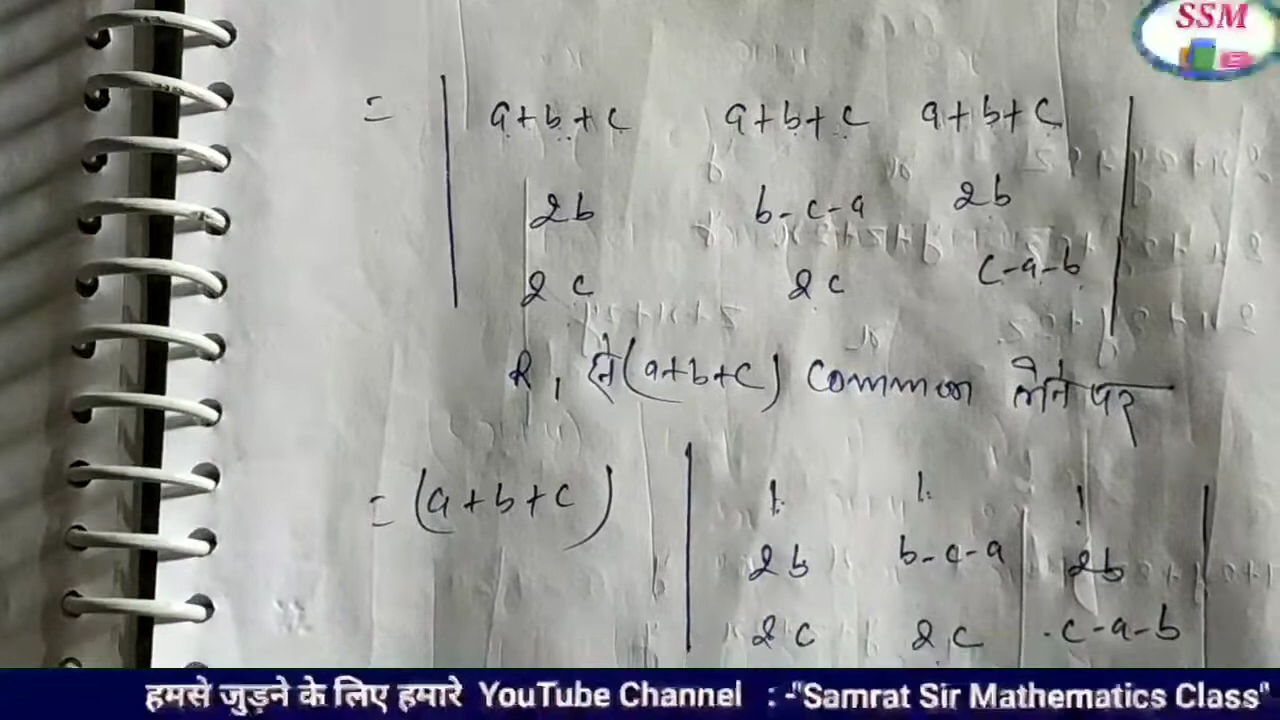 SSM
= | a+b+c a+b+c a+b+c |
2b b-c-a 2b
2c 2c c-a-b
R₁ से (a+b+c) common लेने पर
= (a+b+c) | 1 1 1 |
2b b-c-a 2b
2c 2c c-a-b
हमसे जुड़ने के लिए हमारे YouTube Channel :-"Samrat Sir Mathematics Class"